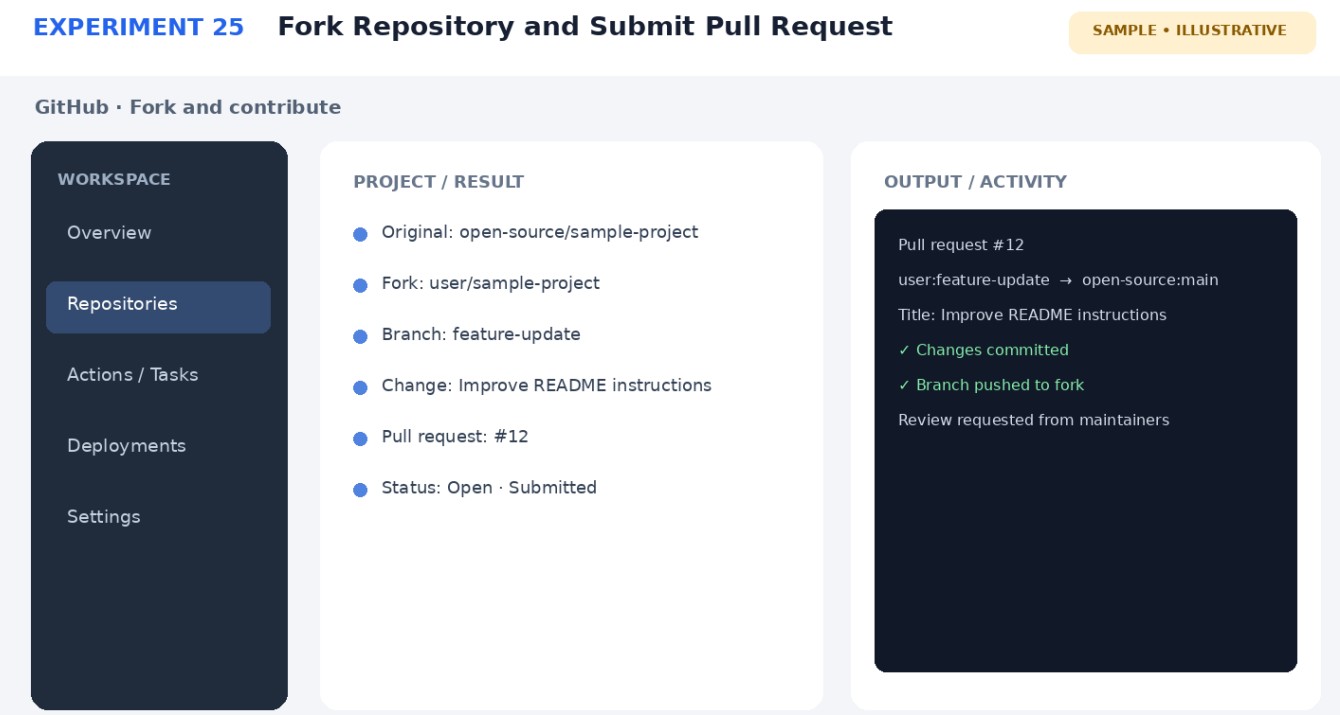 EXPERIMENT 25 Fork Repository and Submit Pull Request
SAMPLE • ILLUSTRATIVE
GitHub · Fork and contribute
WORKSPACE
Overview
Repositories
Actions / Tasks
Deployments
Settings
PROJECT / RESULT
Original: open-source/sample-project
Fork: user/sample-project
Branch: feature-update
Change: Improve README instructions
Pull request: #12
Status: Open · Submitted
OUTPUT / ACTIVITY
Pull request #12
user:feature-update → open-source:main
Title: Improve README instructions
✓ Changes committed
✓ Branch pushed to fork
Review requested from maintainers